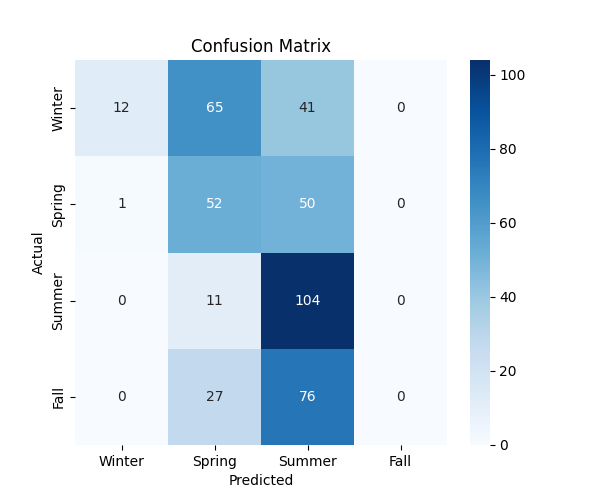 Confusion Matrix
Actual
Winter 12 65 41 0
Spring 1 52 50 0
Summer 0 11 104 0
Fall 0 27 76 0
Winter Spring Summer Fall
Predicted
100
80
60
40
20
0